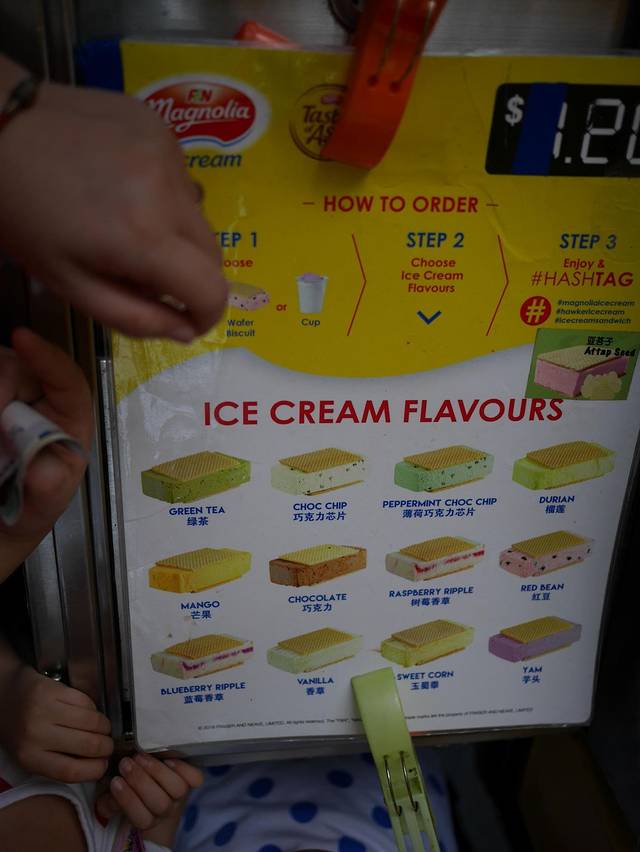 F&N
Magnolia
cream
$ 1.20
HOW TO ORDER
EP 1
oose
Wafer
Biscuit
or
Cup
STEP 2
Choose
Ice Cream
Flavours
STEP 3
Enjoy &
#HASHTAG
#
#magnoliaicecream
#hawkericecream
#icecreamsandwich
亚荅子
Attap Seed
ICE CREAM FLAVOURS
GREEN TEA
绿茶
CHOC CHIP
巧克力芯片
PEPPERMINT CHOC CHIP
薄荷巧克力芯片
DURIAN
榴莲
MANGO
芒果
CHOCOLATE
巧克力
RASPBERRY RIPPLE
树莓香草
RED BEAN
红豆
BLUEBERRY RIPPLE
蓝莓香草
VANILLA
香草
SWEET CORN
玉蜀黍
YAM
芋头